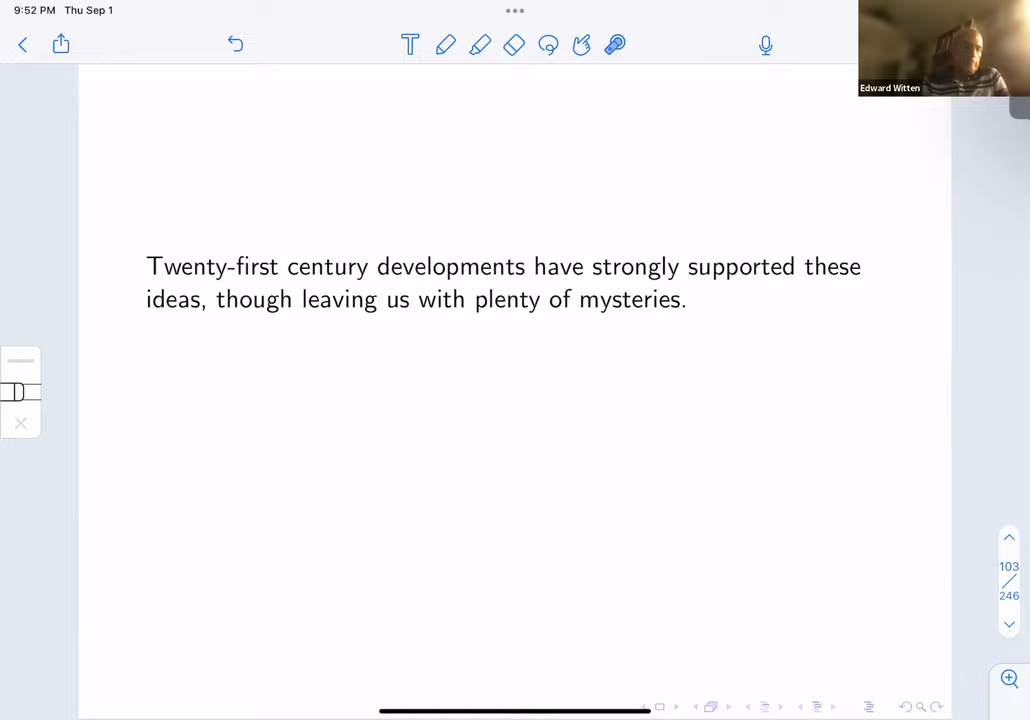 9:52 PM Thu Sep 1
T
Edward Witten
Twenty-first century developments have strongly supported these
ideas, though leaving us with plenty of mysteries.
103
246